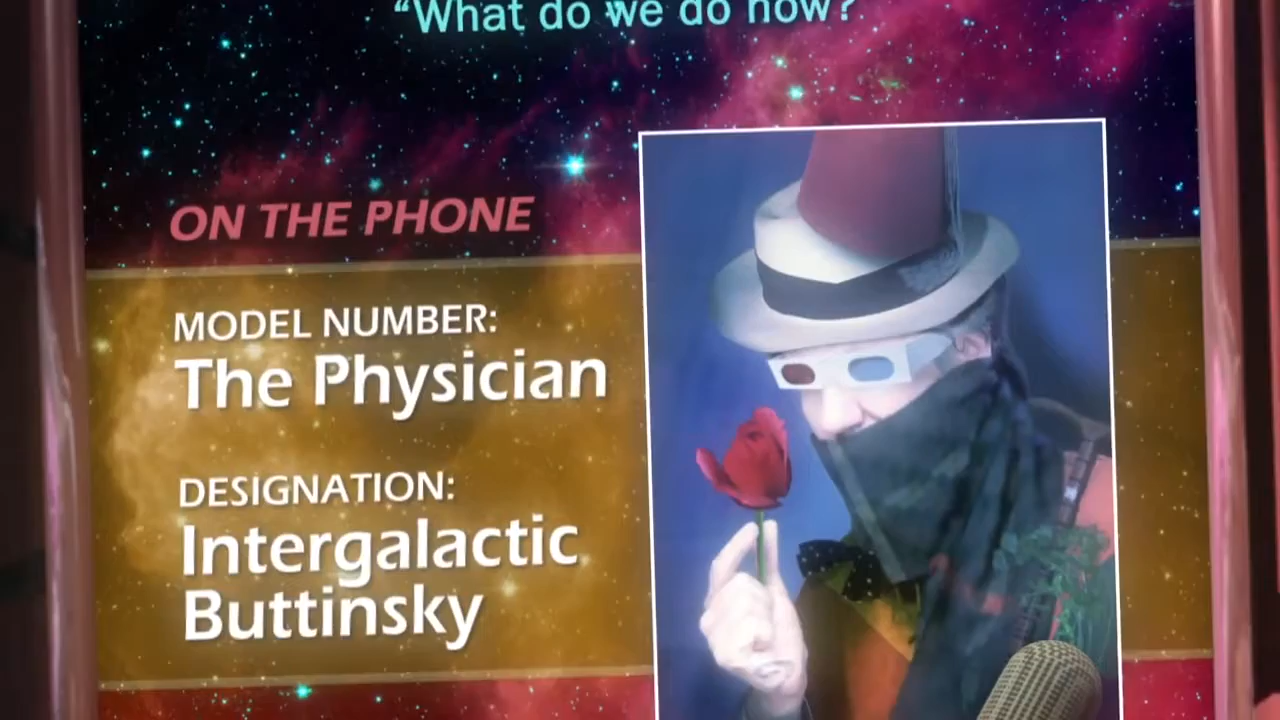 “What do we do now?
ON THE PHONE
MODEL NUMBER:
The Physician
DESIGNATION:
Intergalactic
Buttinsky